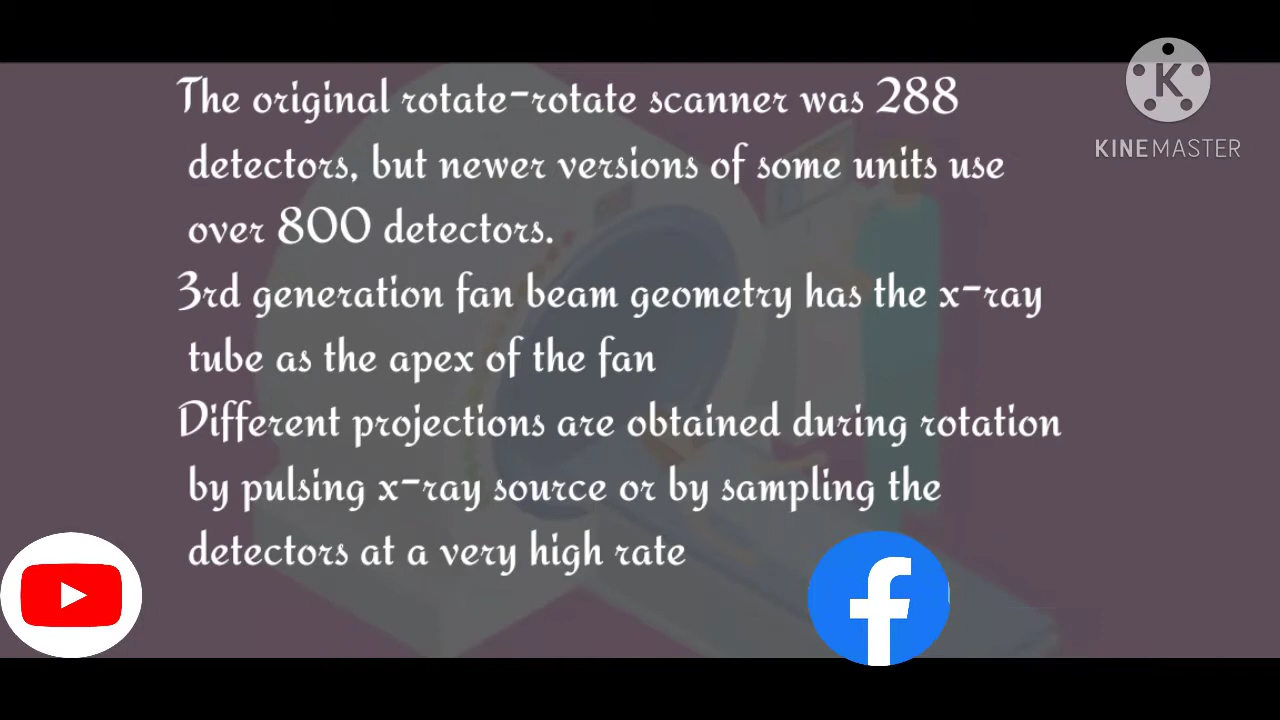 The original rotate-rotate scanner was 288
detectors, but newer versions of some units use
over 800 detectors.
3rd generation fan beam geometry has the x-ray
tube as the apex of the fan
Different projections are obtained during rotation
by pulsing x-ray source or by sampling the
detectors at a very high rate
K
KINEMASTER
f